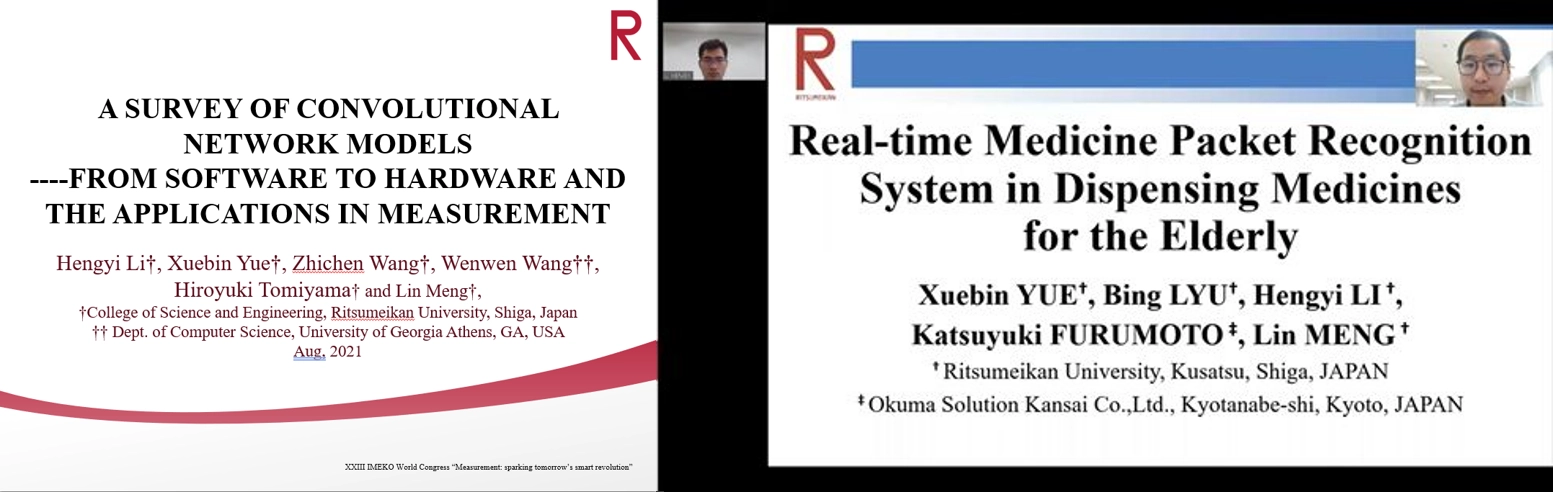 R
A SURVEY OF CONVOLUTIONAL
NETWORK MODELS
----FROM SOFTWARE TO HARDWARE AND
THE APPLICATIONS IN MEASUREMENT
Hengyi Li†, Xuebin Yue†, Zhichen Wang†, Wenwen Wang††,
Hiroyuki Tomiyama† and Lin Meng†,
†College of Science and Engineering, Ritsumeikan University, Shiga, Japan
†† Dept. of Computer Science, University of Georgia Athens, GA, USA
Aug, 2021
XXIII IMEKO World Congress “Measurement: sparking tomorrow’s smart revolution”
R
RITSUMEIKAN
Real-time Medicine Packet Recognition
System in Dispensing Medicines
for the Elderly
Xuebin YUE†, Bing LYU†, Hengyi LI†,
Katsuyuki FURUMOTO‡, Lin MENG†
†Ritsumeikan University, Kusatsu, Shiga, JAPAN
‡Okuma Solution Kansai Co.,Ltd., Kyotanabe-shi, Kyoto, JAPAN